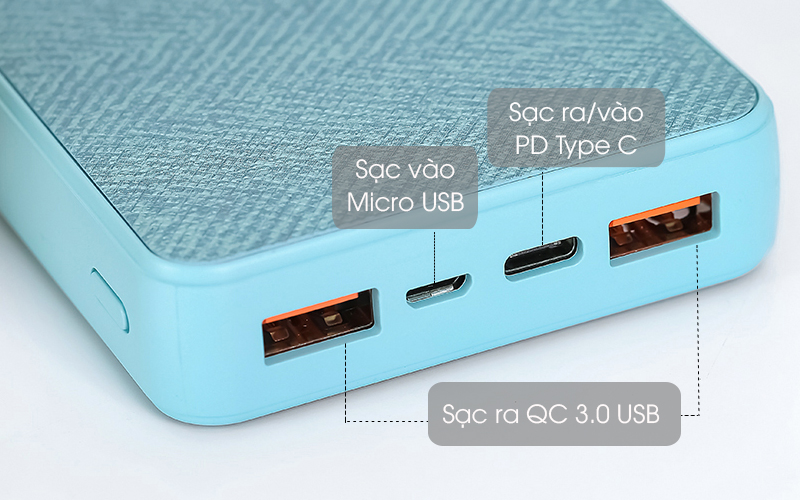 Sạc ra/vào
PD Type C
Sạc vào
Micro USB
Sạc ra QC 3.0 USB